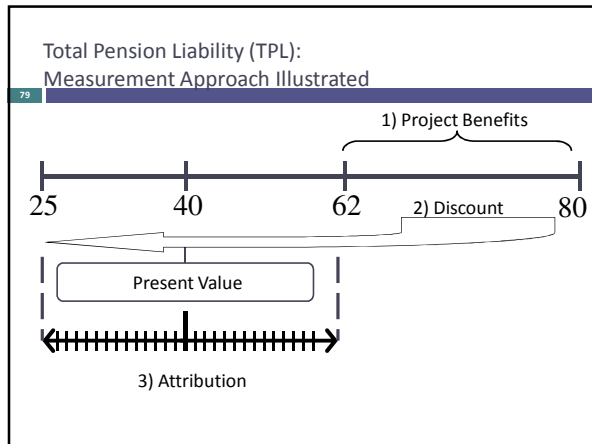 Total Pension Liability (TPL):
Measurement Approach Illustrated
79
1) Project Benefits
25 40 62 80
2) Discount
Present Value
3) Attribution